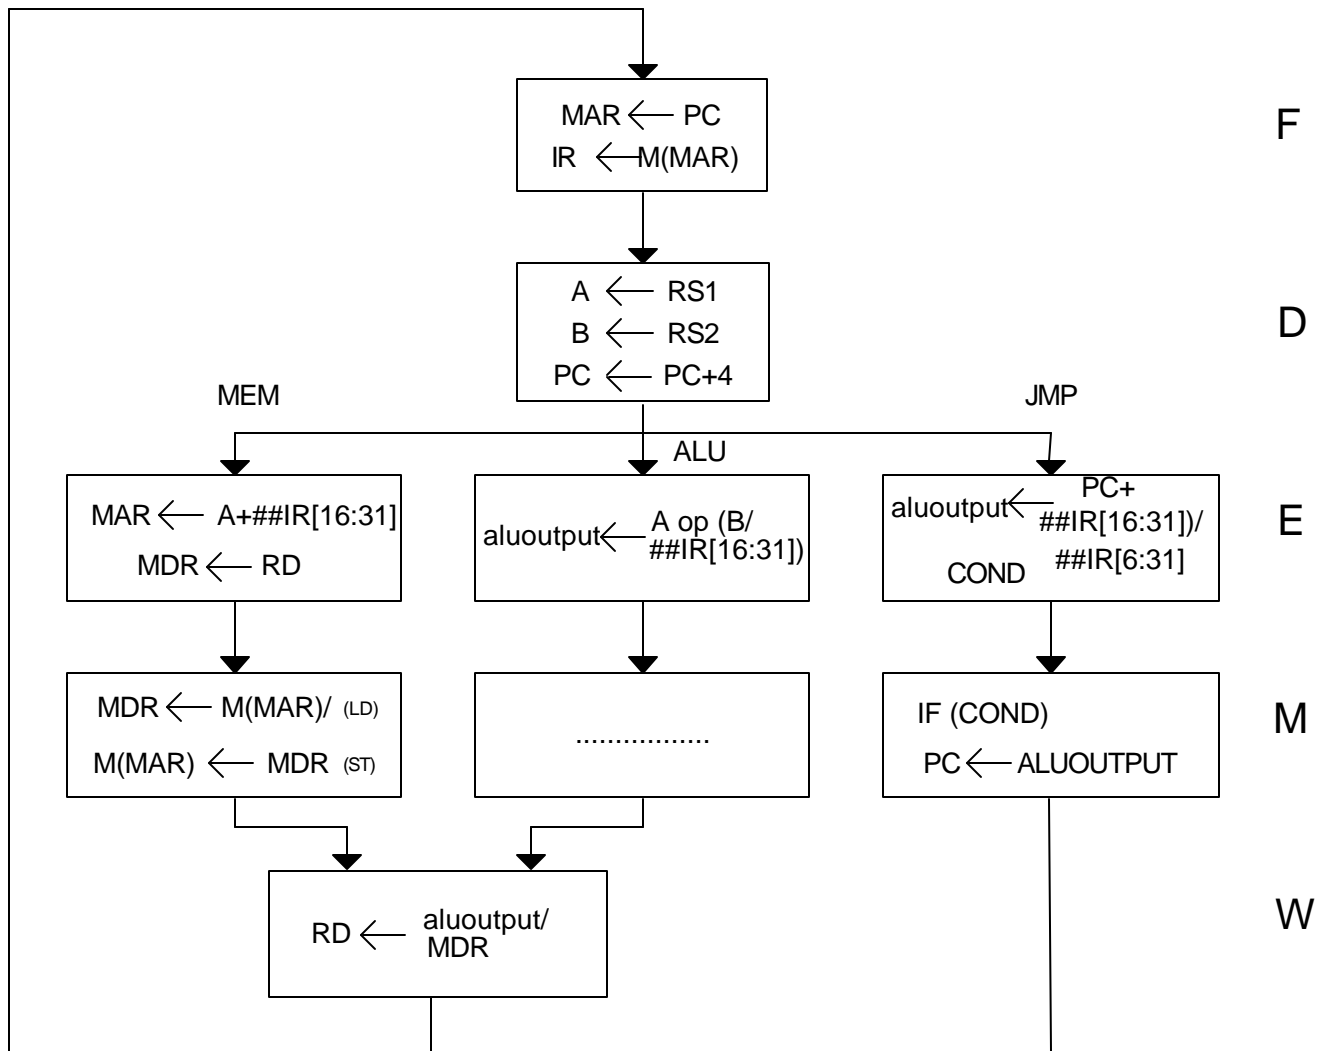 MAR ← PC
IR ← M(MAR)
F
A ← RS1
B ← RS2
PC ← PC+4
D
MEM
JMP
ALU
MAR ← A+##IR[16:31]
MDR ← RD
aluoutput ← A op (B/
##IR[16:31])
aluoutput ← PC+
##IR[16:31])/
##IR[6:31]
COND
E
MDR ← M(MAR)/ (LD)
M(MAR) ← MDR (ST)
.................
IF (COND)
PC ← ALUOUTPUT
M
RD ← aluoutput/
MDR
W